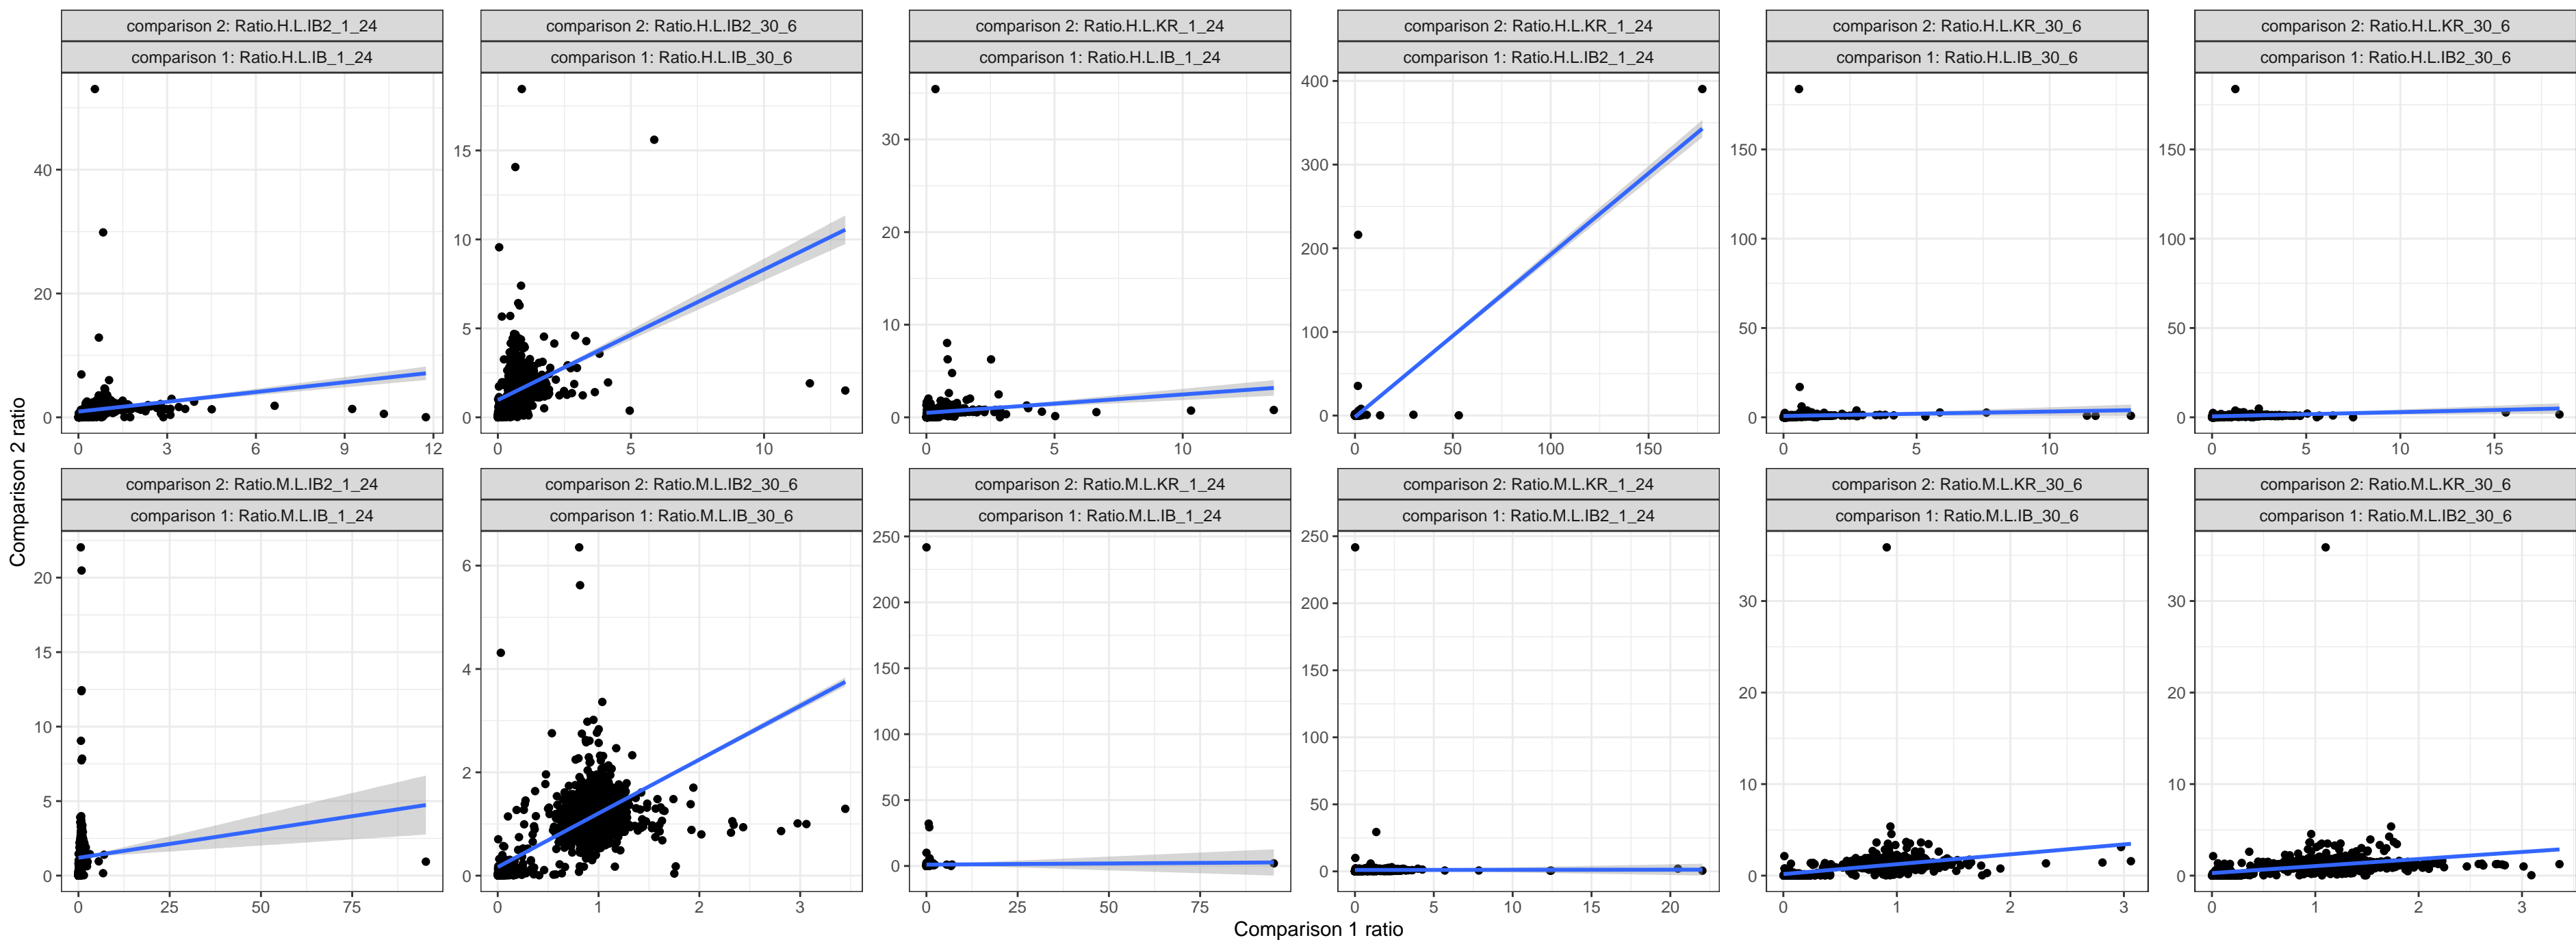 comparison 2: Ratio.H.L.IB2_1_24
comparison 1: Ratio.H.L.IB_1_24
40
20
0
0 3 6 9 12
comparison 2: Ratio.H.L.IB2_30_6
comparison 1: Ratio.H.L.IB_30_6
15
10
5
0
0 5 10
comparison 2: Ratio.H.L.KR_1_24
comparison 1: Ratio.H.L.IB_1_24
30
20
10
0
0 5 10
comparison 2: Ratio.H.L.KR_1_24
comparison 1: Ratio.H.L.IB2_1_24
400
300
200
100
0
0 50 100 150
comparison 2: Ratio.H.L.KR_30_6
comparison 1: Ratio.H.L.IB_30_6
150
100
50
0
0 5 10
comparison 2: Ratio.H.L.KR_30_6
comparison 1: Ratio.H.L.IB2_30_6
150
100
50
0
0 5 10 15
Comparison 2 ratio
comparison 2: Ratio.M.L.IB2_1_24
comparison 1: Ratio.M.L.IB_1_24
20
15
10
5
0
0 25 50 75
comparison 2: Ratio.M.L.IB2_30_6
comparison 1: Ratio.M.L.IB_30_6
6
4
2
0
0 1 2 3
comparison 2: Ratio.M.L.KR_1_24
comparison 1: Ratio.M.L.IB_1_24
250
200
150
100
50
0
0 25 50 75
comparison 2: Ratio.M.L.KR_1_24
comparison 1: Ratio.M.L.IB2_1_24
250
200
150
100
50
0
0 5 10 15 20
comparison 2: Ratio.M.L.KR_30_6
comparison 1: Ratio.M.L.IB_30_6
30
20
10
0
0 1 2 3
comparison 2: Ratio.M.L.KR_30_6
comparison 1: Ratio.M.L.IB2_30_6
30
20
10
0
0 1 2 3
Comparison 1 ratio